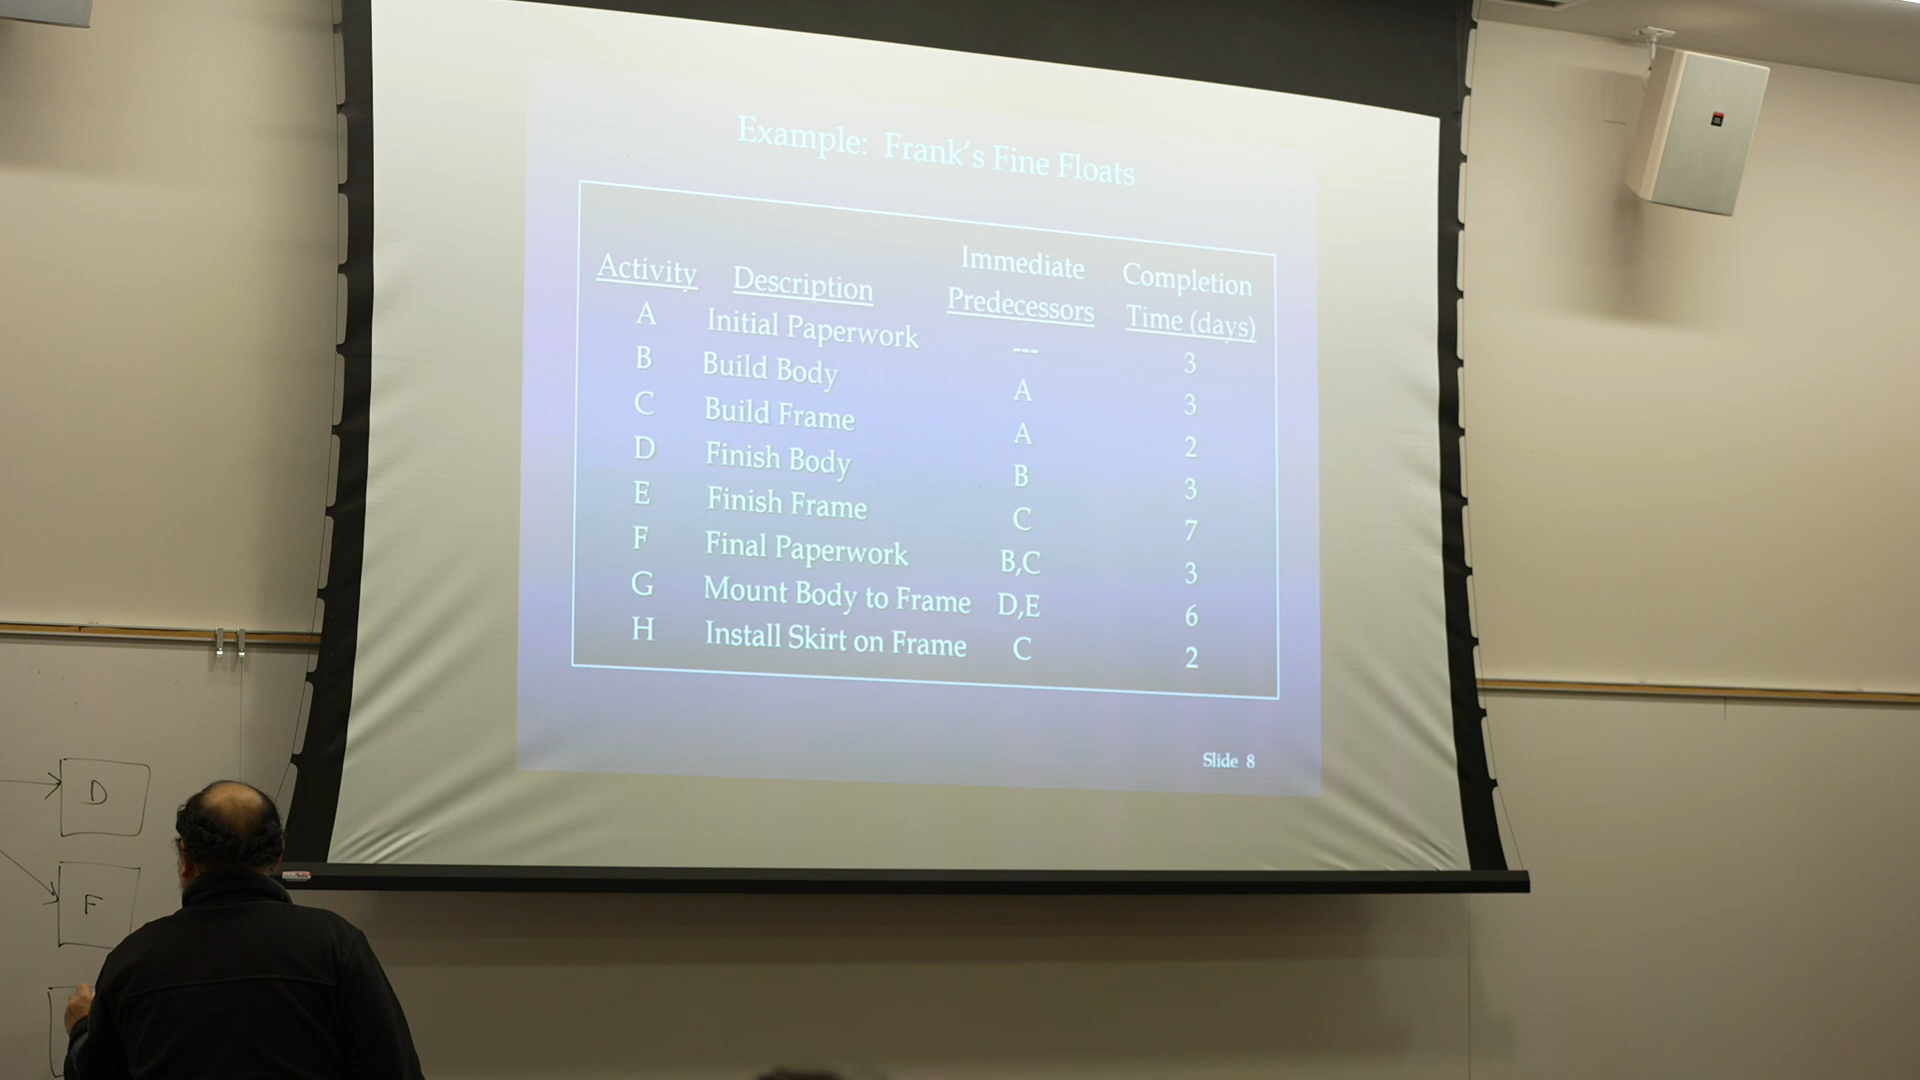 Example: Frank's Fine Floats
Immediate Completion
Activity Description Predecessors Time (days)
A Initial Paperwork --- 3
B Build Body A 3
C Build Frame A 2
D Finish Body B 3
E Finish Frame C 7
F Final Paperwork B,C 3
G Mount Body to Frame D,E 6
H Install Skirt on Frame C 2
Slide 8
D
F